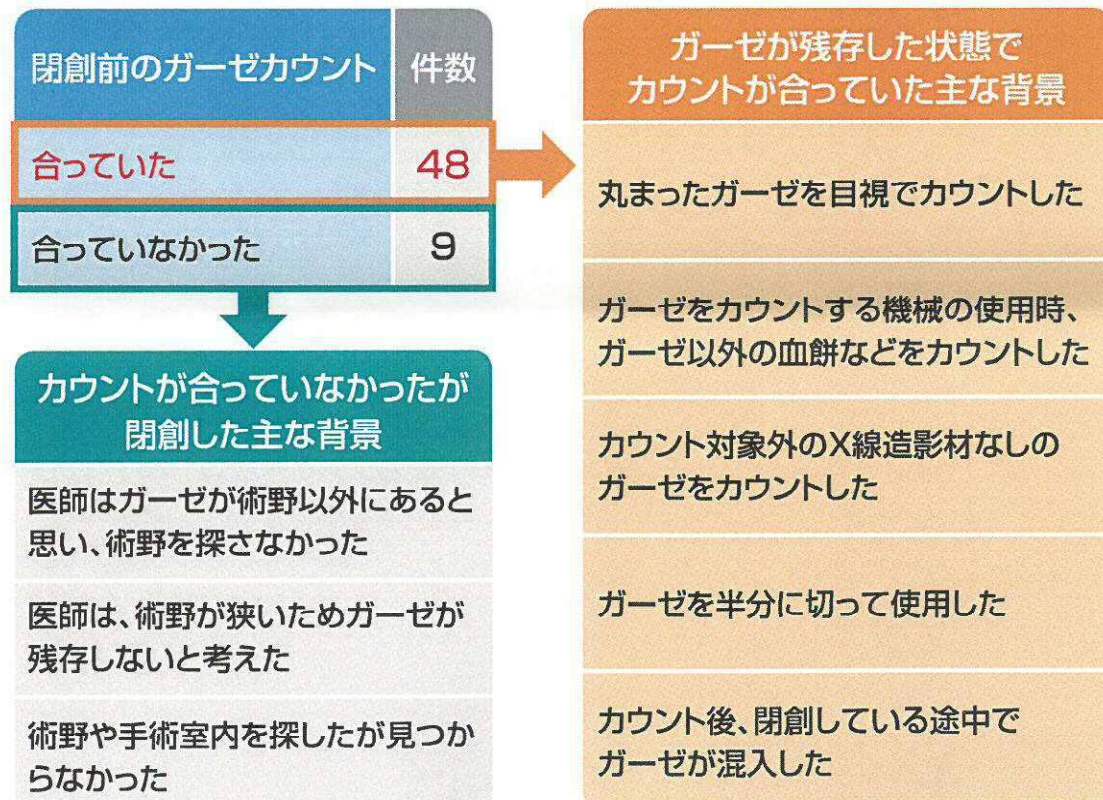 閉創前のガーゼカウント 件数
合っていた 48
合っていなかった 9
カウントが合っていなかったが
閉創した主な背景
医師はガーゼが術野以外にあると
思い、術野を探さなかった
医師は、術野が狭いためガーゼが
残存しないと考えた
術野や手術室内を探したが見つか
らなかった
ガーゼが残存した状態で
カウントが合っていた主な背景
丸まったガーゼを目視でカウントした
ガーゼをカウントする機械の使用時、
ガーゼ以外の血餅などをカウントした
カウント対象外のX線造影材なしの
ガーゼをカウントした
ガーゼを半分に切って使用した
カウント後、閉創している途中で
ガーゼが混入した